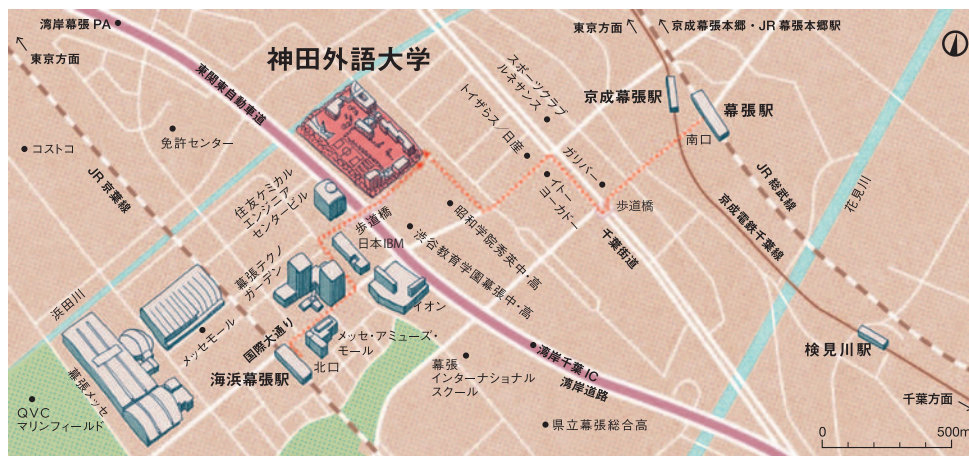 湾岸幕張PA
東京方面
神田外語大学
東京方面
京成幕張本郷・JR幕張本郷駅
東関東自動車道
スポーツクラブ
ルネサンス
トイザらス/日産
京成幕張駅
幕張駅
南口
コストコ
免許センター
JR京葉線
ガリバー
イトー
ヨーカドー
歩道橋
千葉街道
JR総武線
京成電鉄千葉線
花見川
住友ケミカル
エンジニア
センタービル
歩道橋
日本IBM
昭和学院秀英中・高
渋谷教育学園幕張中・高
幕張テクノ
ガーデン
イオン
浜田川
メッセモール
国際大通り
メッセ・アミューズ・
モール
北口
海浜幕張駅
幕張メッセ
QVC
マリンフィールド
幕張
インターナショナル
スクール
湾岸千葉IC
湾岸道路
県立幕張総合高
検見川駅
千葉方面
0
500m